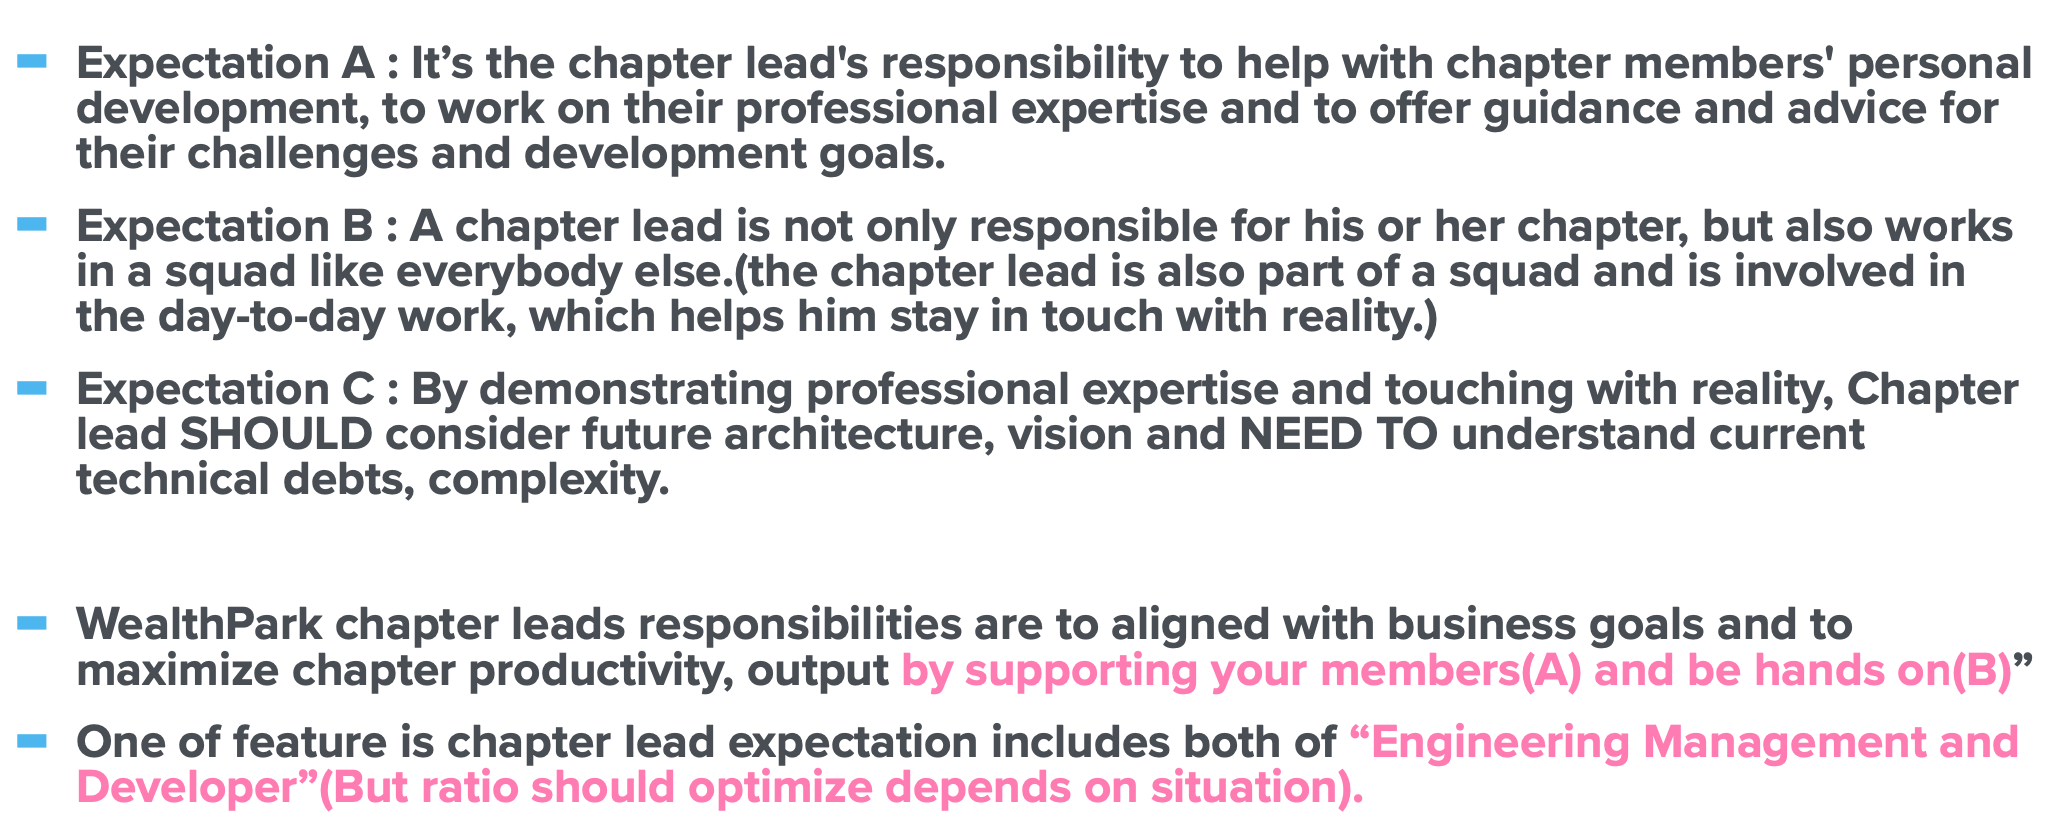 Expectation A : It’s the chapter lead's responsibility to help with chapter members' personal
development, to work on their professional expertise and to offer guidance and advice for
their challenges and development goals.
Expectation B : A chapter lead is not only responsible for his or her chapter, but also works
in a squad like everybody else.(the chapter lead is also part of a squad and is involved in
the day-to-day work, which helps him stay in touch with reality.)
Expectation C : By demonstrating professional expertise and touching with reality, Chapter
lead SHOULD consider future architecture, vision and NEED TO understand current
technical debts, complexity.
WealthPark chapter leads responsibilities are to aligned with business goals and to
maximize chapter productivity, output by supporting your members(A) and be hands on(B)”
One of feature is chapter lead expectation includes both of “Engineering Management and
Developer”(But ratio should optimize depends on situation).